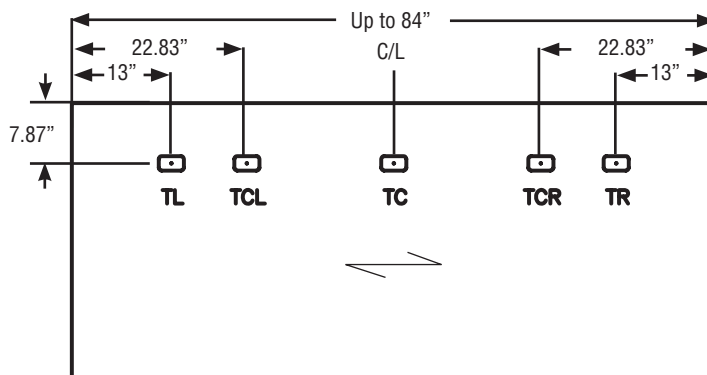 Up to 84”
22.83” C/L 22.83”
13” 13”
7.87”
TL TCL TC TCR TR